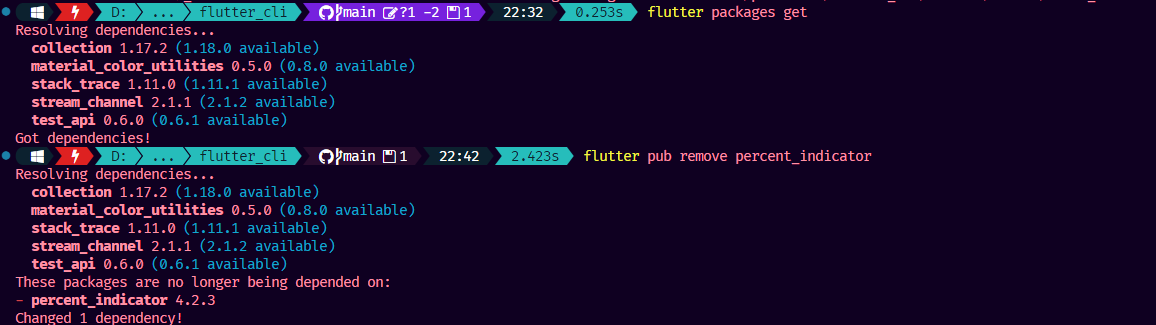 D: ... flutter_cli main ?1 -2 1 22:32 0.253s flutter packages get
Resolving dependencies...
collection 1.17.2 (1.18.0 available)
material_color_utilities 0.5.0 (0.8.0 available)
stack_trace 1.11.0 (1.11.1 available)
stream_channel 2.1.1 (2.1.2 available)
test_api 0.6.0 (0.6.1 available)
Got dependencies!
D: ... flutter_cli main 1 22:42 2.423s flutter pub remove percent_indicator
Resolving dependencies...
collection 1.17.2 (1.18.0 available)
material_color_utilities 0.5.0 (0.8.0 available)
stack_trace 1.11.0 (1.11.1 available)
stream_channel 2.1.1 (2.1.2 available)
test_api 0.6.0 (0.6.1 available)
These packages are no longer being depended on:
- percent_indicator 4.2.3
Changed 1 dependency!